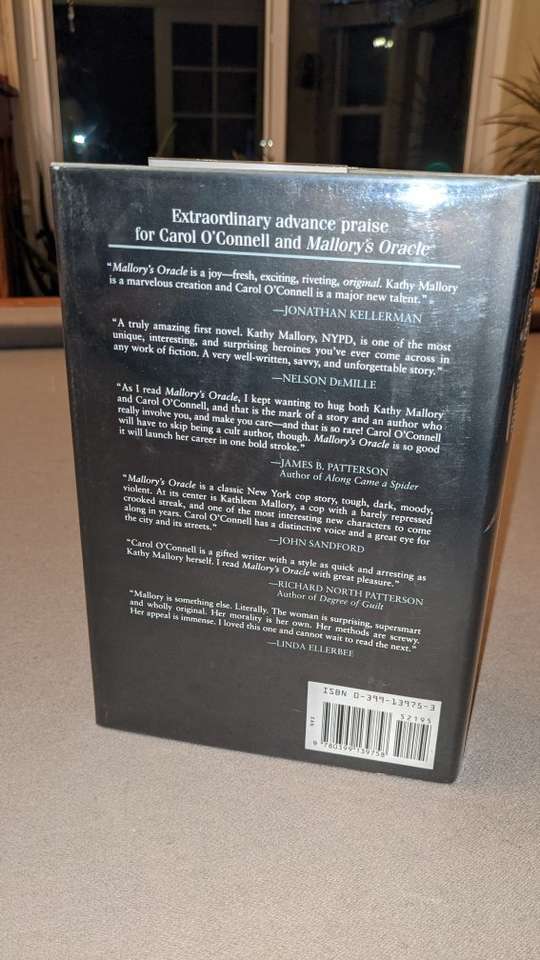 Extraordinary advance praise
for Carol O'Connell and Mallory's Oracle
"Mallory's Oracle is a joy—fresh, exciting, riveting, original. Kathy Mallory
is a marvelous creation and Carol O'Connell is a major new talent."
—JONATHAN KELLERMAN
"A truly amazing first novel. Kathy Mallory, NYPD, is one of the most
unique, interesting, and surprising heroines you've ever come across in
any work of fiction. A very well-written, savvy, and unforgettable story."
—NELSON DEMILLE
"As I read Mallory's Oracle, I kept wanting to hug both Kathy Mallory
and Carol O'Connell, and that is the mark of a story and an author who
really involve you, and make you care—and that is so rare! Carol O'Connell
will have to skip being a cult author, though. Mallory's Oracle is so good
it will launch her career in one bold stroke."
—JAMES B. PATTERSON
Author of Along Came a Spider
"Mallory's Oracle is a classic New York cop story, tough, dark, moody,
violent. At its center is Kathleen Mallory, a cop with a barely repressed
crooked streak, and one of the most interesting new characters to come
along in years. Carol O'Connell has a distinctive voice and a great eye for
the city and its streets."
—JOHN SANDFORD
"Carol O'Connell is a gifted writer with a style as quick and arresting as
Kathy Mallory herself. I read Mallory's Oracle with great pleasure."
—RICHARD NORTH PATTERSON
Author of Degree of Guilt
"Mallory is something else. Literally. The woman is surprising, supersmart
and wholly original. Her morality is her own. Her methods are screwy.
Her appeal is immense. I loved this one and cannot wait to read the next."
—LINDA ELLERBEE
ISBN 0-399-13975-3
52195
9 780399 139758